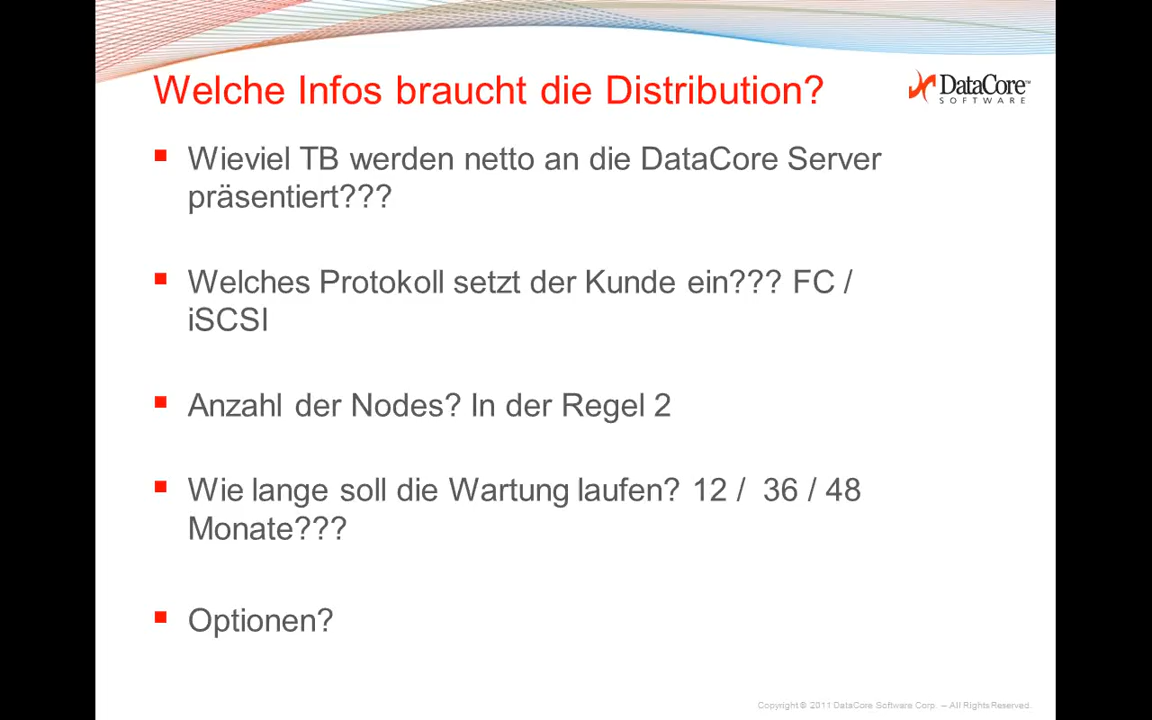 Welche Infos braucht die Distribution?
DataCore™
SOFTWARE
Wieviel TB werden netto an die DataCore Server
präsentiert???
Welches Protokoll setzt der Kunde ein??? FC /
iSCSI
Anzahl der Nodes? In der Regel 2
Wie lange soll die Wartung laufen? 12 / 36 / 48
Monate???
Optionen?
Copyright © 2011 DataCore Software Corp. – All Rights Reserved.